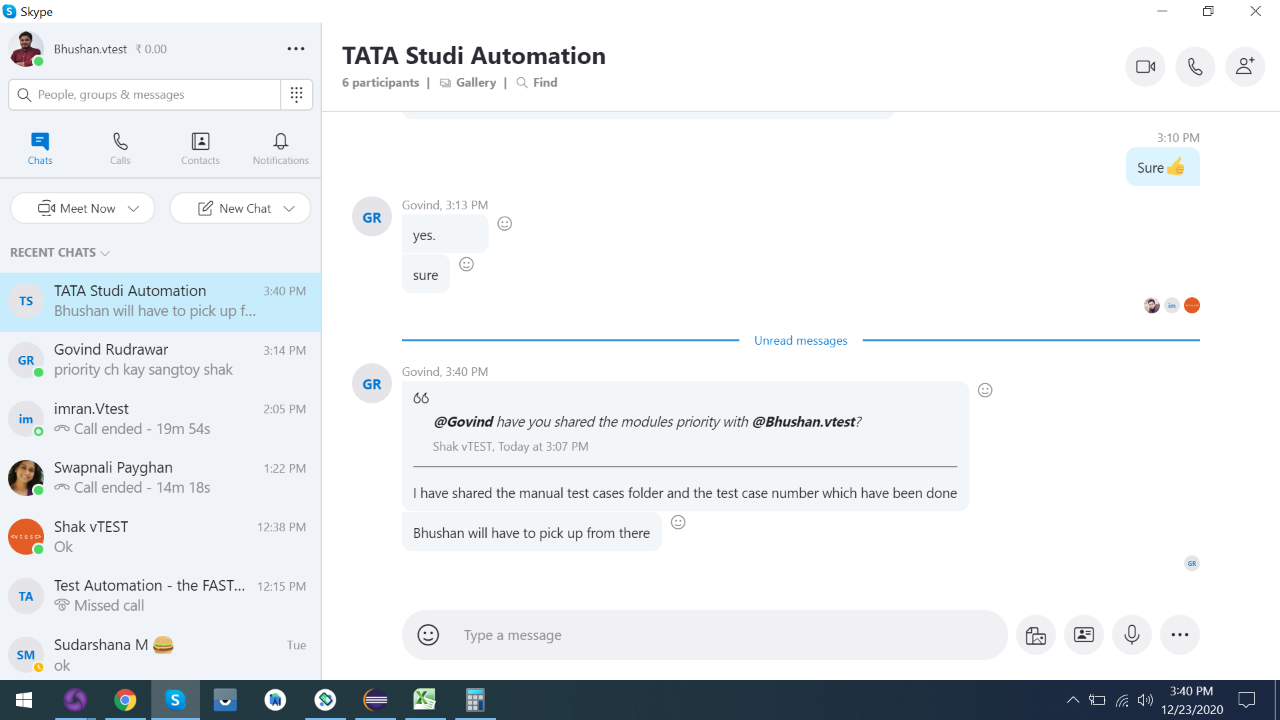 Skype
Bhushan.vtest ₹ 0.00
People, groups & messages
Chats
Calls
Contacts
Notifications
Meet Now
New Chat
RECENT CHATS
TS
TATA Studi Automation 3:40 PM
Bhushan will have to pick up f...
GR
Govind Rudrawar 3:14 PM
priority ch kay sangtoy shak
im
imran.Vtest 2:05 PM
Call ended - 19m 54s
Swapnali Payghan 1:22 PM
Call ended - 14m 18s
<vtest>
Shak vTEST 12:38 PM
Ok
TA
Test Automation - the FAST... 12:15 PM
Missed call
SM
Sudarshana M 🍔 Tue
ok
TATA Studi Automation
6 participants | Gallery | Find
3:10 PM
Sure👍
GR
Govind, 3:13 PM
yes.
sure
im
Unread messages
GR
Govind, 3:40 PM
@Govind have you shared the modules priority with @Bhushan.vtest?
Shak vTEST, Today at 3:07 PM
I have shared the manual test cases folder and the test case number which have been done
Bhushan will have to pick up from there
GR
Type a message
3:40 PM
12/23/2020